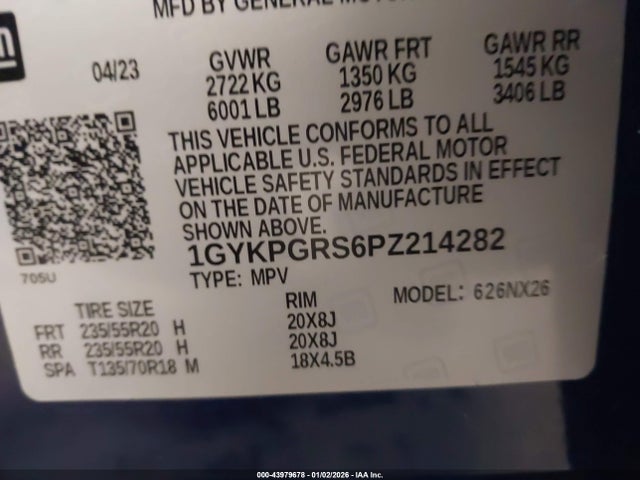 MFD BY GENERAL MOTOR
gm
04/23
GVWR GAWR FRT GAWR RR
2722 KG 1350 KG 1545 KG
6001 LB 2976 LB 3406 LB
THIS VEHICLE CONFORMS TO ALL
APPLICABLE U.S. FEDERAL MOTOR
VEHICLE SAFETY STANDARDS IN EFFECT
ON THE DATE OF MANUFACTURE
SHOWN ABOVE.
705U
1GYKPGRS6PZ214282
TYPE: MPV
MODEL: 626NX26
TIRE SIZE RIM
FRT 235/55R20 H 20X8J
RR 235/55R20 H 20X8J
SPA T135/70R18 M 18X4.5B
000-43979678 - 01/02/2026 - IAA Inc.